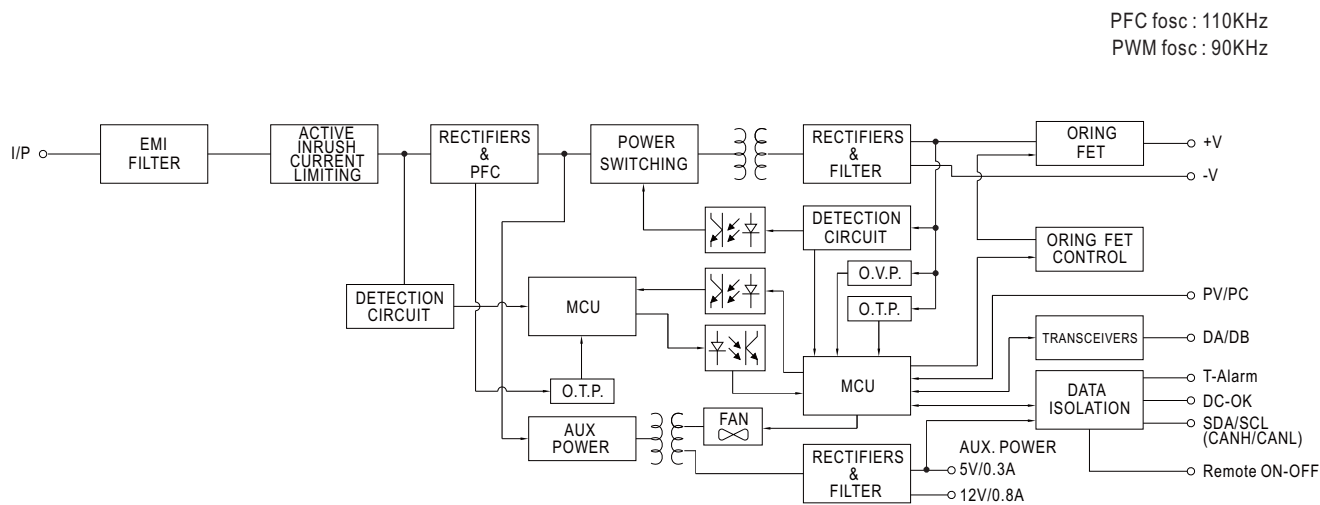 PFC fosc : 110KHz
PWM fosc : 90KHz
I/P
EMI
FILTER
ACTIVE
INRUSH
CURRENT
LIMITING
RECTIFIERS
&
PFC
POWER
SWITCHING
RECTIFIERS
&
FILTER
ORING
FET
+V
-V
DETECTION
CIRCUIT
ORING FET
CONTROL
O.V.P.
O.T.P.
DETECTION
CIRCUIT
MCU
PV/PC
TRANSCEIVERS
DA/DB
MCU
O.T.P.
DATA
ISOLATION
T-Alarm
DC-OK
SDA/SCL
(CANH/CANL)
Remote ON-OFF
AUX
POWER
FAN
RECTIFIERS
&
FILTER
AUX. POWER
5V/0.3A
12V/0.8A